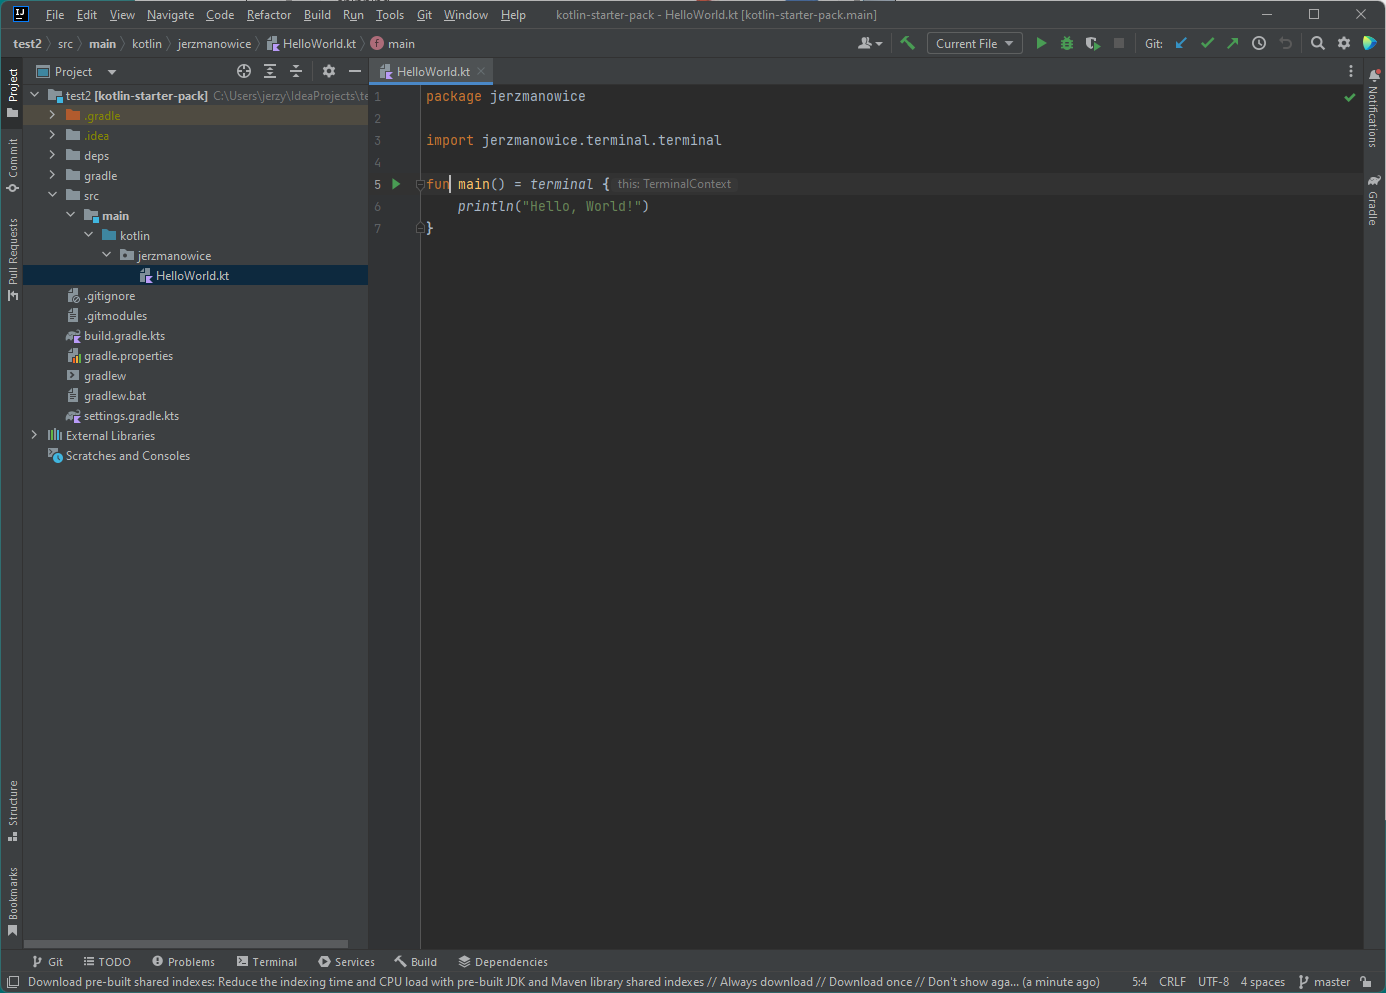 File Edit View Navigate Code Refactor Build Run Tools Git Window Help kotlin-starter-pack - HelloWorld.kt [kotlin-starter-pack.main]
test2 src main kotlin jerzmanowice HelloWorld.kt main Current File Git:
Project
HelloWorld.kt
test2 [kotlin-starter-pack] C:\Users\jerzy\IdeaProjects\te
.gradle
.idea
deps
gradle
src
main
kotlin
jerzmanowice
HelloWorld.kt
.gitignore
.gitmodules
build.gradle.kts
gradle.properties
gradlew
gradlew.bat
settings.gradle.kts
External Libraries
Scratches and Consoles
1 package jerzmanowice
2
3 import jerzmanowice.terminal.terminal
4
5 fun main() = terminal { this: TerminalContext
6 println("Hello, World!")
7 }
Project
Commit
Pull Requests
Structure
Bookmarks
Notifications
Gradle
Git TODO Problems Terminal Services Build Dependencies
Download pre-built shared indexes: Reduce the indexing time and CPU load with pre-built JDK and Maven library shared indexes // Always download // Download once // Don't show aga... (a minute ago) 5:4 CRLF UTF-8 4 spaces master